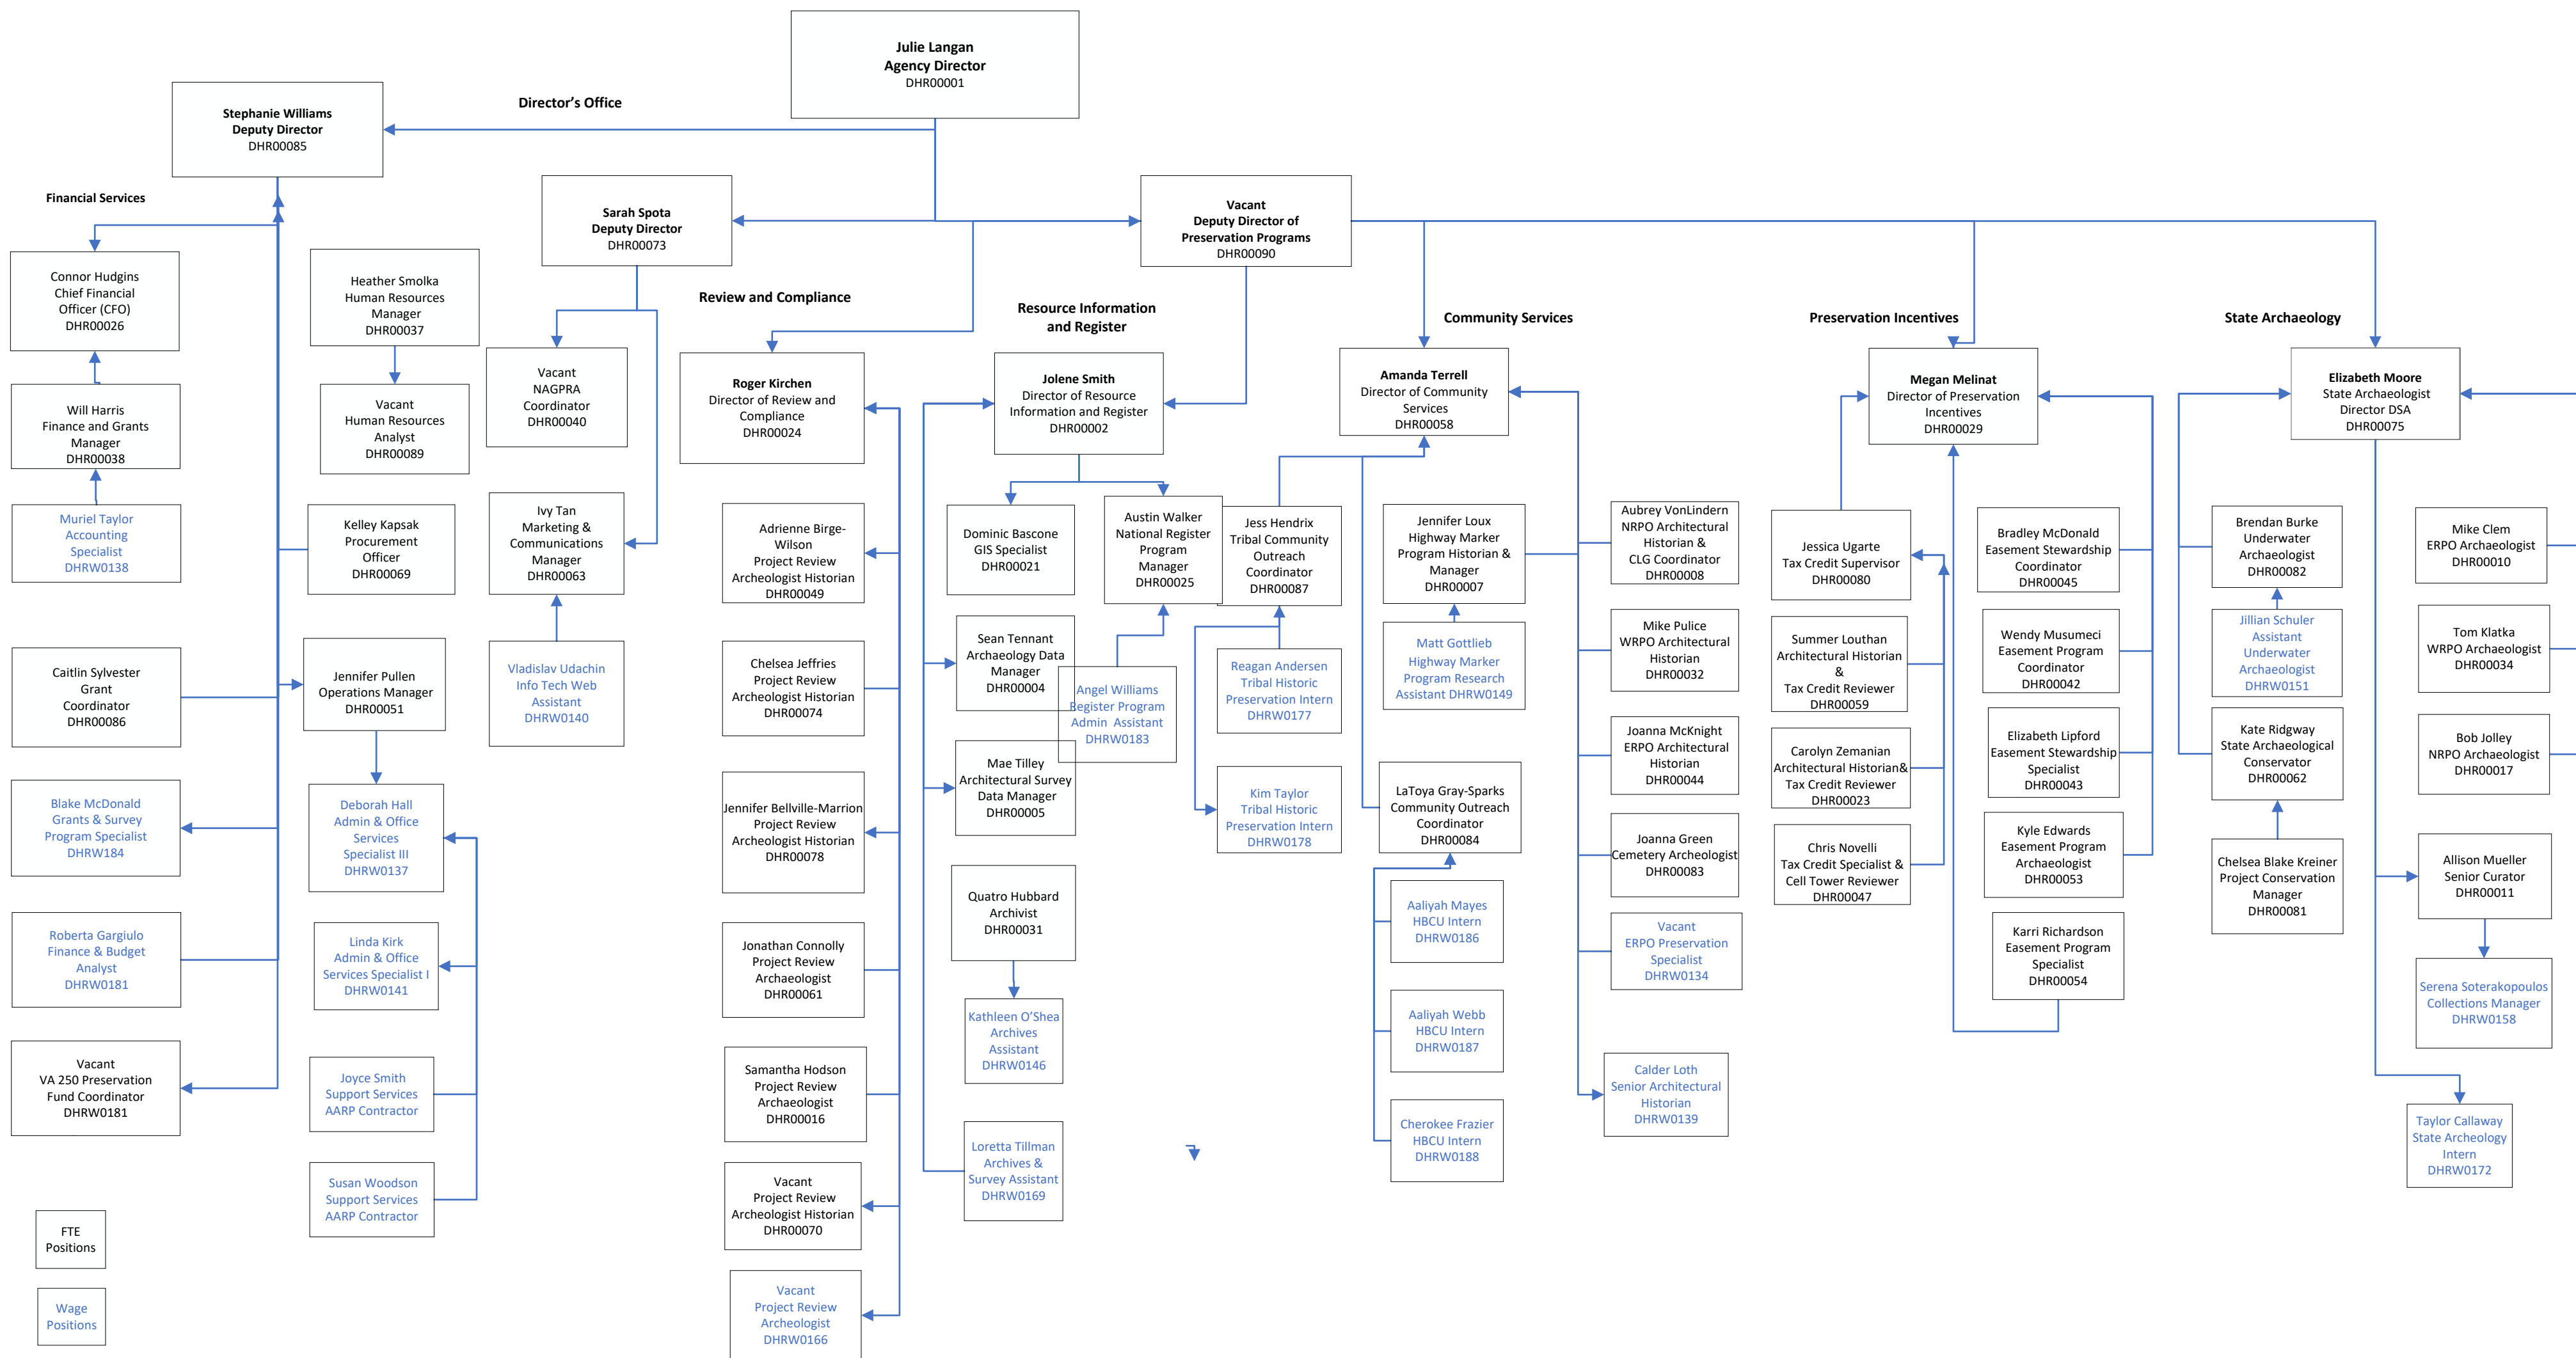 Julie Langan
Agency Director
DHR00001
Director's Office
Stephanie Williams
Deputy Director
DHR00085
Financial Services
Sarah Spota
Deputy Director
DHR00073
Vacant
Deputy Director of
Preservation Programs
DHR00090
Connor Hudgins
Chief Financial
Officer (CFO)
DHR00026
Will Harris
Finance and Grants
Manager
DHR00038
Muriel Taylor
Accounting
Specialist
DHRW0138
Caitlin Sylvester
Grant
Coordinator
DHR00086
Blake McDonald
Grants & Survey
Program Specialist
DHRW184
Roberta Gargiulo
Finance & Budget
Analyst
DHRW0181
Vacant
VA 250 Preservation
Fund Coordinator
DHRW0181
FTE
Positions
Wage
Positions
Heather Smolka
Human Resources
Manager
DHR00037
Vacant
Human Resources
Analyst
DHR00089
Kelley Kapsak
Procurement
Officer
DHR00069
Jennifer Pullen
Operations Manager
DHR00051
Deborah Hall
Admin & Office
Services
Specialist III
DHRW0137
Linda Kirk
Admin & Office
Services Specialist I
DHRW0141
Joyce Smith
Support Services
AARP Contractor
Susan Woodson
Support Services
AARP Contractor
Vacant
NAGPRA
Coordinator
DHR00040
Ivy Tan
Marketing &
Communications
Manager
DHR00063
Vladislav Udachin
Info Tech Web
Assistant
DHRW0140
Review and Compliance
Roger Kirchen
Director of Review and
Compliance
DHR00024
Adrienne Birge-
Wilson
Project Review
Archeologist Historian
DHR00049
Chelsea Jeffries
Project Review
Archeologist Historian
DHR00074
Jennifer Bellville-Marrion
Project Review
Archeologist Historian
DHR00078
Jonathan Connolly
Project Review
Archaeologist
DHR00061
Samantha Hodson
Project Review
Archaeologist
DHR00016
Vacant
Project Review
Archeologist Historian
DHR00070
Vacant
Project Review
Archeologist
DHRW0166
Resource Information
and Register
Jolene Smith
Director of Resource
Information and Register
DHR00002
Dominic Bascone
GIS Specialist
DHR00021
Austin Walker
National Register
Program
Manager
DHR00025
Sean Tennant
Archaeology Data
Manager
DHR00004
Angel Williams
Register Program
Admin Assistant
DHRW0183
Mae Tilley
Architectural Survey
Data Manager
DHR00005
Quatro Hubbard
Archivist
DHR00031
Kathleen O'Shea
Archives
Assistant
DHRW0146
Loretta Tillman
Archives &
Survey Assistant
DHRW0169
Community Services
Amanda Terrell
Director of Community
Services
DHR00058
Jess Hendrix
Tribal Community
Outreach
Coordinator
DHR00087
Reagan Andersen
Tribal Historic
Preservation Intern
DHRW0177
Kim Taylor
Tribal Historic
Preservation Intern
DHRW0178
Jennifer Loux
Highway Marker
Program Historian &
Manager
DHR00007
Matt Gottlieb
Highway Marker
Program Research
Assistant DHRW0149
LaToya Gray-Sparks
Community Outreach
Coordinator
DHR00084
Aaliyah Mayes
HBCU Intern
DHRW0186
Aaliyah Webb
HBCU Intern
DHRW0187
Cherokee Frazier
HBCU Intern
DHRW0188
Aubrey VonLindern
NRPO Architectural
Historian &
CLG Coordinator
DHR00008
Mike Pulice
WRPO Architectural
Historian
DHR00032
Joanna McKnight
ERPO Architectural
Historian
DHR00044
Joanna Green
Cemetery Archeologist
DHR00083
Vacant
ERPO Preservation
Specialist
DHRW0134
Calder Loth
Senior Architectural
Historian
DHRW0139
Preservation Incentives
Megan Melinat
Director of Preservation
Incentives
DHR00029
Jessica Ugarte
Tax Credit Supervisor
DHR00080
Summer Louthan
Architectural Historian
&
Tax Credit Reviewer
DHR00059
Carolyn Zemanian
Architectural Historian&
Tax Credit Reviewer
DHR00023
Chris Novelli
Tax Credit Specialist &
Cell Tower Reviewer
DHR00047
Bradley McDonald
Easement Stewardship
Coordinator
DHR00045
Wendy Musumeci
Easement Program
Coordinator
DHR00042
Elizabeth Lipford
Easement Stewardship
Specialist
DHR00043
Kyle Edwards
Easement Program
Archaeologist
DHR00053
Karri Richardson
Easement Program
Specialist
DHR00054
State Archaeology
Elizabeth Moore
State Archaeologist
Director DSA
DHR00075
Brendan Burke
Underwater
Archaeologist
DHR00082
Jillian Schuler
Assistant
Underwater
Archaeologist
DHRW0151
Kate Ridgway
State Archaeological
Conservator
DHR00062
Chelsea Blake Kreiner
Project Conservation
Manager
DHR00081
Mike Clem
ERPO Archaeologist
DHR00010
Tom Klatka
WRPO Archaeologist
DHR00034
Bob Jolley
NRPO Archaeologist
DHR00017
Allison Mueller
Senior Curator
DHR00011
Serena Soterakopoulos
Collections Manager
DHRW0158
Taylor Callaway
State Archeology
Intern
DHRW0172